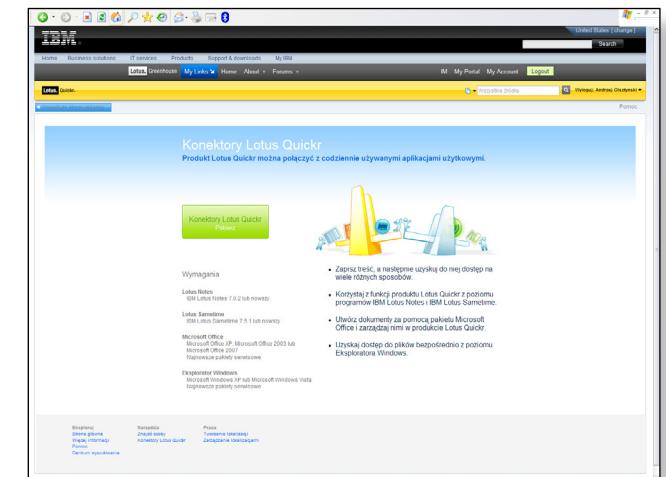 IBM.
United States [ change ]
Search
Home Business solutions IT services Products Support & downloads My IBM
Lotus. Greenhouse My Links Home About Forums IM My Portal My Account Logout
Lotus. Quickr. Wszystkie źródła Wyloguj: Andrzej Olsztyński
Pomoc
Konektory Lotus Quickr
Produkt Lotus Quickr można połączyć z codziennie używanymi aplikacjami użytkowymi.
Konektory Lotus Quickr
Pobierz
Wymagania
Lotus Notes
IBM Lotus Notes 7.0.2 lub nowszy
Lotus Sametime
IBM Lotus Sametime 7.5.1 lub nowszy
Microsoft Office
Microsoft Office XP, Microsoft Office 2003 lub
Microsoft Office 2007
Najnowsze pakiety serwisowe
Eksplorator Windows
Microsoft Windows XP lub Microsoft Windows Vista
Najnowsze pakiety serwisowe
• Zapisz treść, a następnie uzyskuj do niej dostęp na
wiele różnych sposobów.
• Korzystaj z funkcji produktu Lotus Quickr z poziomu
programów IBM Lotus Notes i IBM Lotus Sametime.
• Utwórz dokumenty za pomocą pakietu Microsoft
Office i zarządzaj nimi w produkcie Lotus Quickr.
• Uzyskaj dostęp do plików bezpośrednio z poziomu
Eksploratora Windows.
Eksploruj
Strona główna
Więcej informacji
Pomoc
Centrum wyszukiwania
Narzędzia
Znajdź osoby
Konektory Lotus Quickr
Praca
Tworzenie lokalizacji
Zarządzanie lokalizacjami